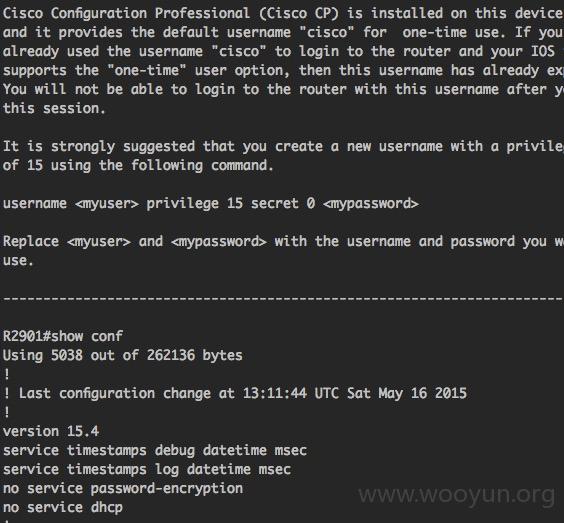 Cisco Configuration Professional (Cisco CP) is installed on this device
and it provides the default username "cisco" for  one-time use. If you
already used the username "cisco" to login to the router and your IOS
supports the "one-time" user option, then this username has already exp
You will not be able to login to the router with this username after y
this session.
It is strongly suggested that you create a new username with a privileg
of 15 using the following command.
username <myuser> privilege 15 secret 0 <mypassword>
Replace <myuser> and <mypassword> with the username and password you w
use.
-----------------------------------------------------------------------
R2901#show conf
Using 5038 out of 262136 bytes
!
! Last configuration change at 13:11:44 UTC Sat May 16 2015
!
version 15.4
service timestamps debug datetime msec
service timestamps log datetime msec
no service password-encryption
no service dhcp
www.wooyun.org